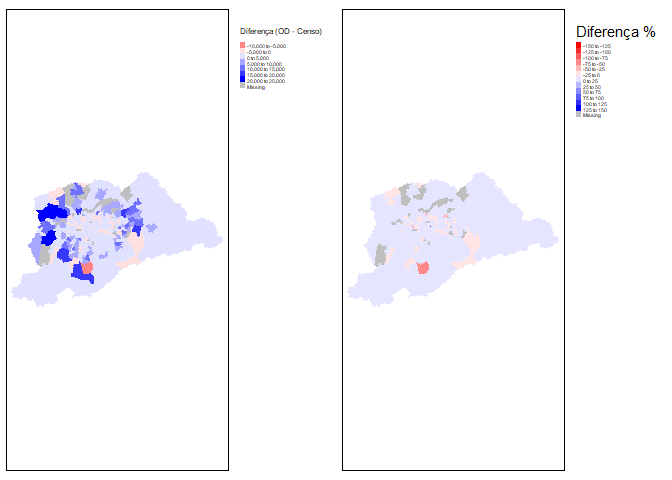 Diferença (OD - Censo)
-10,000 to -5,000
-5,000 to 0
0 to 5,000
5,000 to 10,000
10,000 to 15,000
15,000 to 20,000
20,000 to 25,000
Missing
Diferença %
-150 to -125
-125 to -100
-100 to -75
-75 to -50
-50 to -25
-25 to 0
0 to 25
25 to 50
50 to 75
75 to 100
100 to 125
125 to 150
Missing